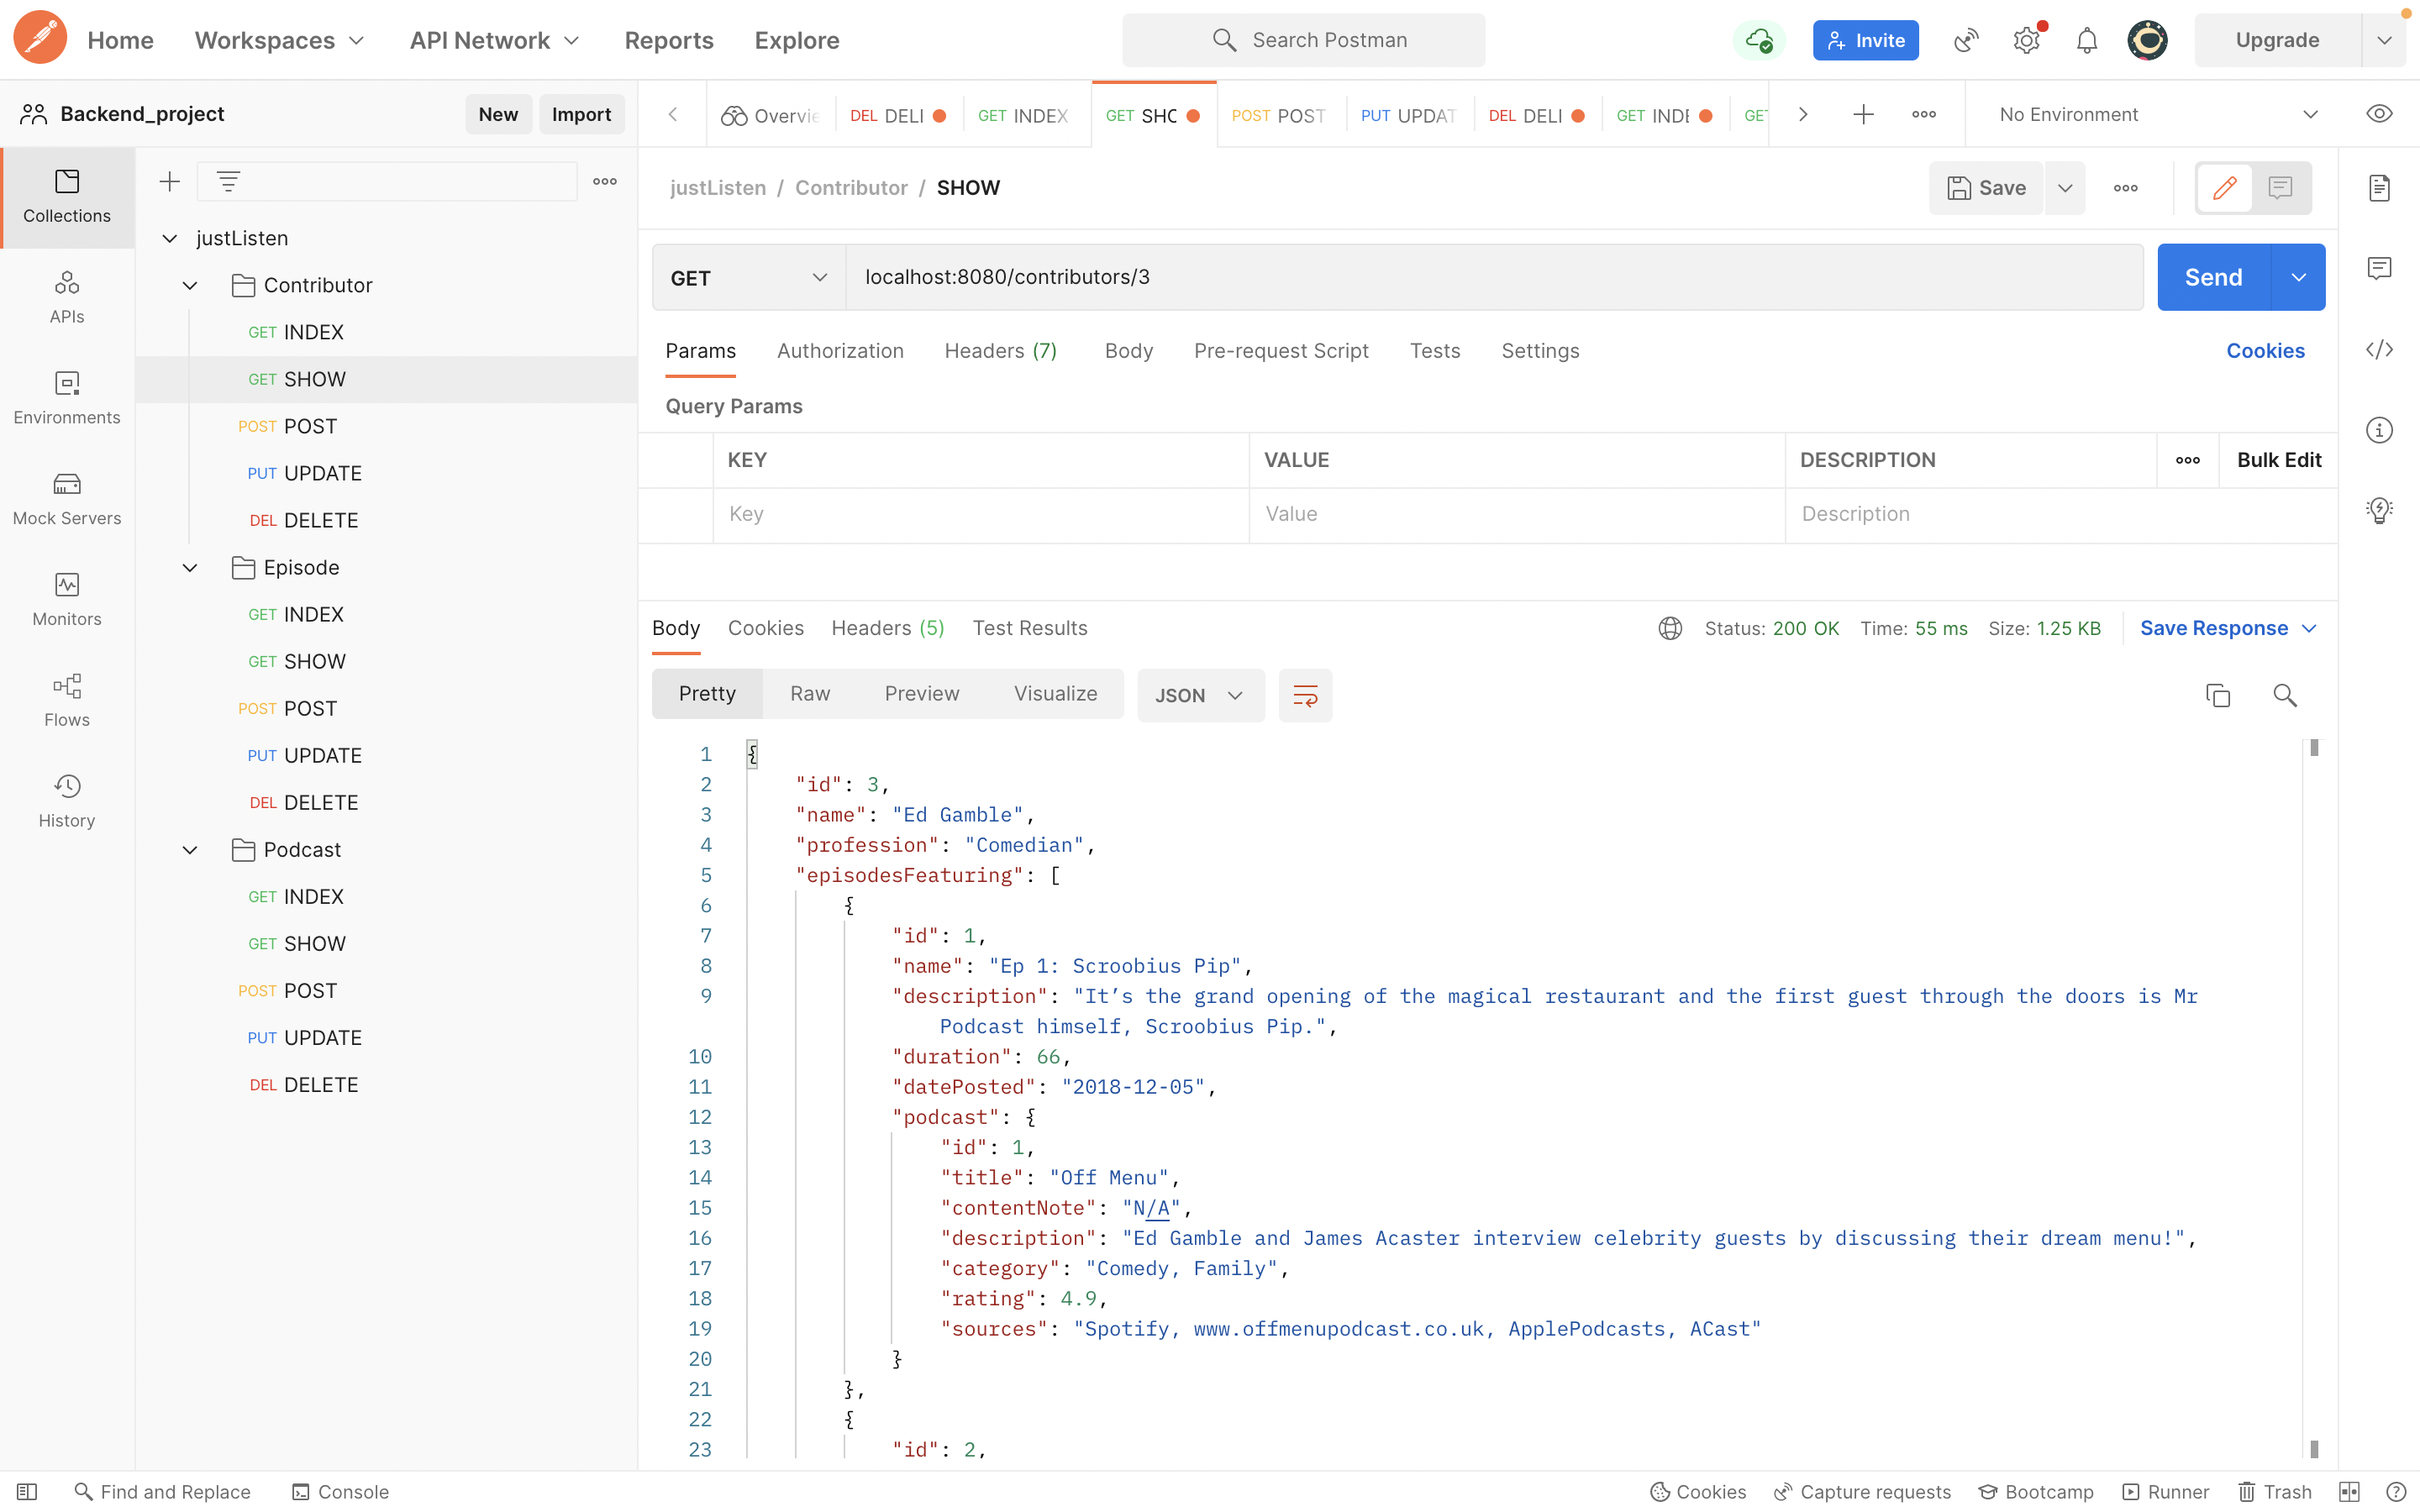 Home Workspaces API Network Reports Explore Search Postman Invite Upgrade
Backend_project New Import
Overvie DEL DELI GET INDEX GET SHC POST POST PUT UPDAT DEL DELI GET INDE GET No Environment
Collections
APIs
Environments
Mock Servers
Monitors
Flows
History
justListen
Contributor
GET INDEX
GET SHOW
POST POST
PUT UPDATE
DEL DELETE
Episode
GET INDEX
GET SHOW
POST POST
PUT UPDATE
DEL DELETE
Podcast
GET INDEX
GET SHOW
POST POST
PUT UPDATE
DEL DELETE
justListen / Contributor / SHOW Save
GET localhost:8080/contributors/3 Send
Params Authorization Headers (7) Body Pre-request Script Tests Settings Cookies
Query Params
KEY VALUE DESCRIPTION Bulk Edit
Key Value Description
Body Cookies Headers (5) Test Results Status: 200 OK Time: 55 ms Size: 1.25 KB Save Response
Pretty Raw Preview Visualize JSON
1 {
2 "id": 3,
3 "name": "Ed Gamble",
4 "profession": "Comedian",
5 "episodesFeaturing": [
6 {
7 "id": 1,
8 "name": "Ep 1: Scroobius Pip",
9 "description": "It’s the grand opening of the magical restaurant and the first guest through the doors is Mr
Podcast himself, Scroobius Pip.",
10 "duration": 66,
11 "datePosted": "2018-12-05",
12 "podcast": {
13 "id": 1,
14 "title": "Off Menu",
15 "contentNote": "N/A",
16 "description": "Ed Gamble and James Acaster interview celebrity guests by discussing their dream menu!",
17 "category": "Comedy, Family",
18 "rating": 4.9,
19 "sources": "Spotify, www.offmenupodcast.co.uk, ApplePodcasts, ACast"
20 }
21 },
22 {
23 "id": 2,
Find and Replace Console Cookies Capture requests Bootcamp Runner Trash